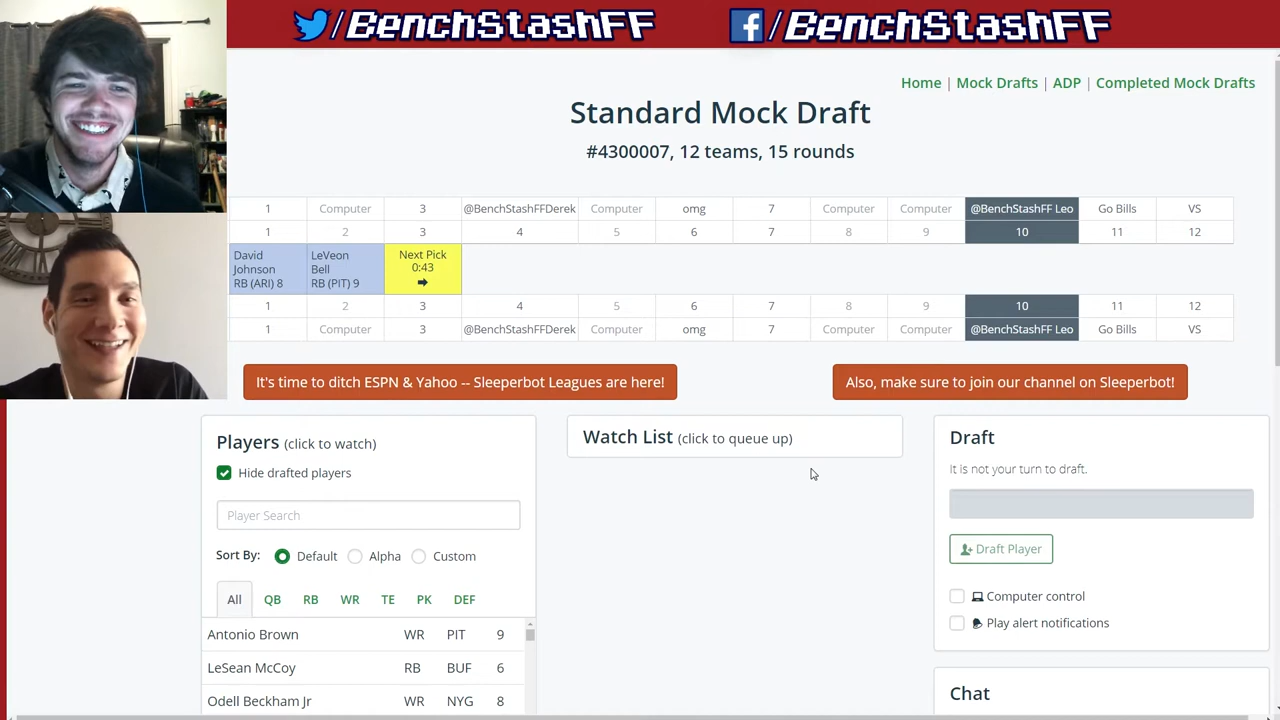 /BenchStashFF /BenchStashFF
Home | Mock Drafts | ADP | Completed Mock Drafts
Standard Mock Draft
#4300007, 12 teams, 15 rounds
1 Computer 3 @BenchStashFFDerek Computer omg 7 Computer Computer @BenchStashFF Leo Go Bills VS
1 2 3 4 5 6 7 8 9 10 11 12
David Johnson RB (ARI) 8
LeVeon Bell RB (PIT) 9
Next Pick 0:43
1 2 3 4 5 6 7 8 9 10 11 12
1 Computer 3 @BenchStashFFDerek Computer omg 7 Computer Computer @BenchStashFF Leo Go Bills VS
It's time to ditch ESPN & Yahoo -- Sleeperbot Leagues are here!
Also, make sure to join our channel on Sleeperbot!
Players (click to watch)
Hide drafted players
Player Search
Sort By: Default Alpha Custom
All QB RB WR TE PK DEF
Antonio Brown WR PIT 9
LeSean McCoy RB BUF 6
Odell Beckham Jr WR NYG 8
Watch List (click to queue up)
Draft
It is not your turn to draft.
Draft Player
Computer control
Play alert notifications
Chat